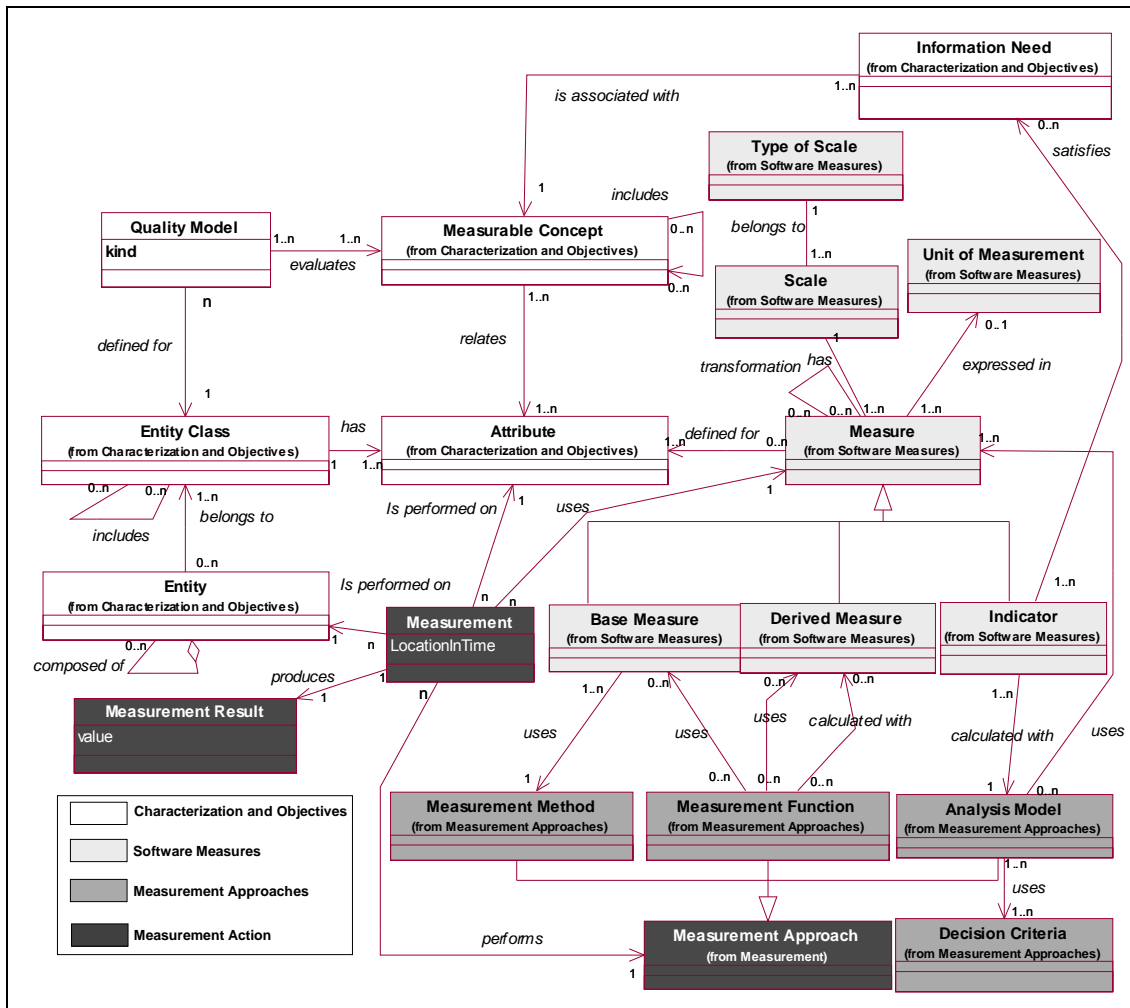 Information Need
(from Characterization and Objectives)
1..n
is associated with
0..n
satisfies
Type of Scale
(from Software Measures)
1
includes
1
belongs to
Quality Model
kind
1..n
1..n
evaluates
Measurable Concept
(from Characterization and Objectives)
0..n
0..n
1..n
Unit of Measurement
(from Software Measures)
Scale
(from Software Measures)
n
1..n
0..1
defined for
relates
1
transformation
has
expressed in
1
1..n
0..n
0..n
1..n
1..n
Entity Class
(from Characterization and Objectives)
has
1
1..n
Attribute
(from Characterization and Objectives)
1..n
defined for
0..n
Measure
(from Software Measures)
1..n
0..n
0..n
1..n
belongs to
includes
Is performed on
1
uses
1
0..n
Entity
(from Characterization and Objectives)
Is performed on
n
n
1..n
0..n
composed of
1
n
Measurement
LocationInTime
Base Measure
(from Software Measures)
Derived Measure
(from Software Measures)
Indicator
(from Software Measures)
produces
1
1
n
1..n
0..n
0..n
0..n
1..n
Measurement Result
value
uses
uses
uses
calculated with
calculated with
uses
1
0..n
0..n
0..n
1
0..n
Measurement Method
(from Measurement Approaches)
Measurement Function
(from Measurement Approaches)
Analysis Model
(from Measurement Approaches)
1..n
uses
1..n
Characterization and Objectives
Software Measures
Measurement Approaches
Measurement Action
performs
1
Measurement Approach
(from Measurement)
Decision Criteria
(from Measurement Approaches)